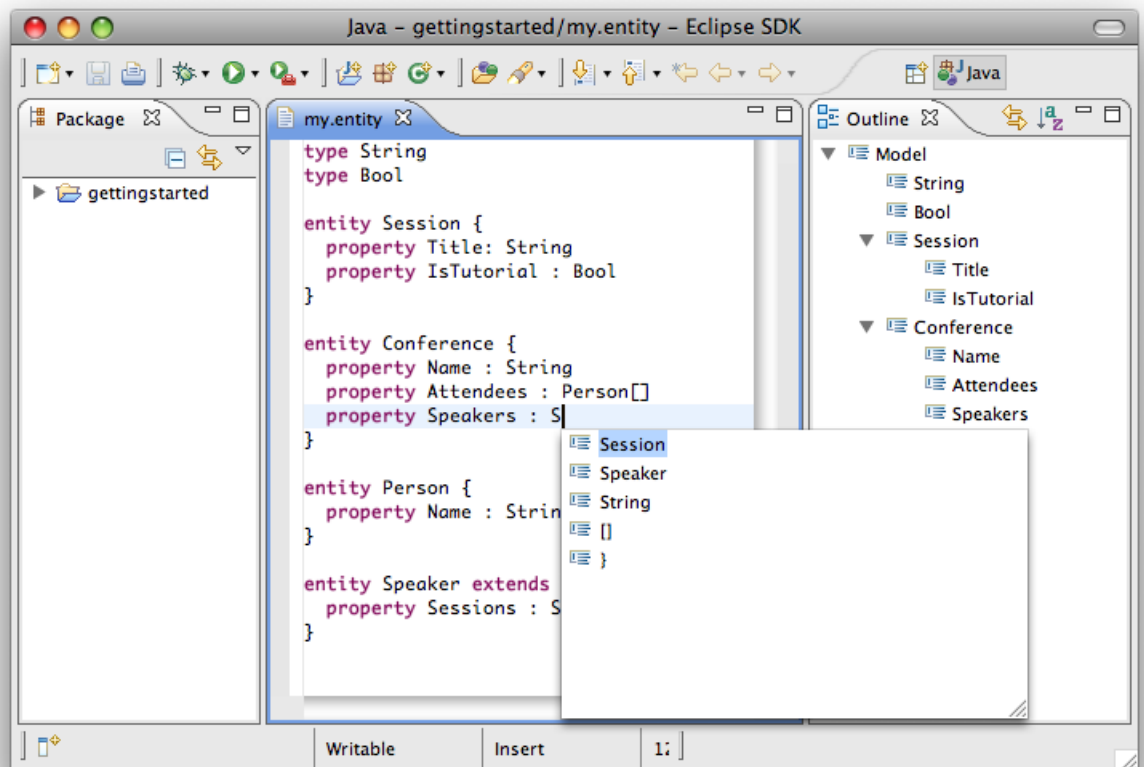 Java – gettingstarted/my.entity – Eclipse SDK
Java
Package
gettingstarted
my.entity
type String
type Bool
entity Session {
property Title: String
property IsTutorial : Bool
}
entity Conference {
property Name : String
property Attendees : Person[]
property Speakers : S
}
entity Person {
property Name : Strin
}
entity Speaker extends
property Sessions : S
}
Session
Speaker
String
[]
}
Outline
Model
String
Bool
Session
Title
IsTutorial
Conference
Name
Attendees
Speakers
Writable
Insert